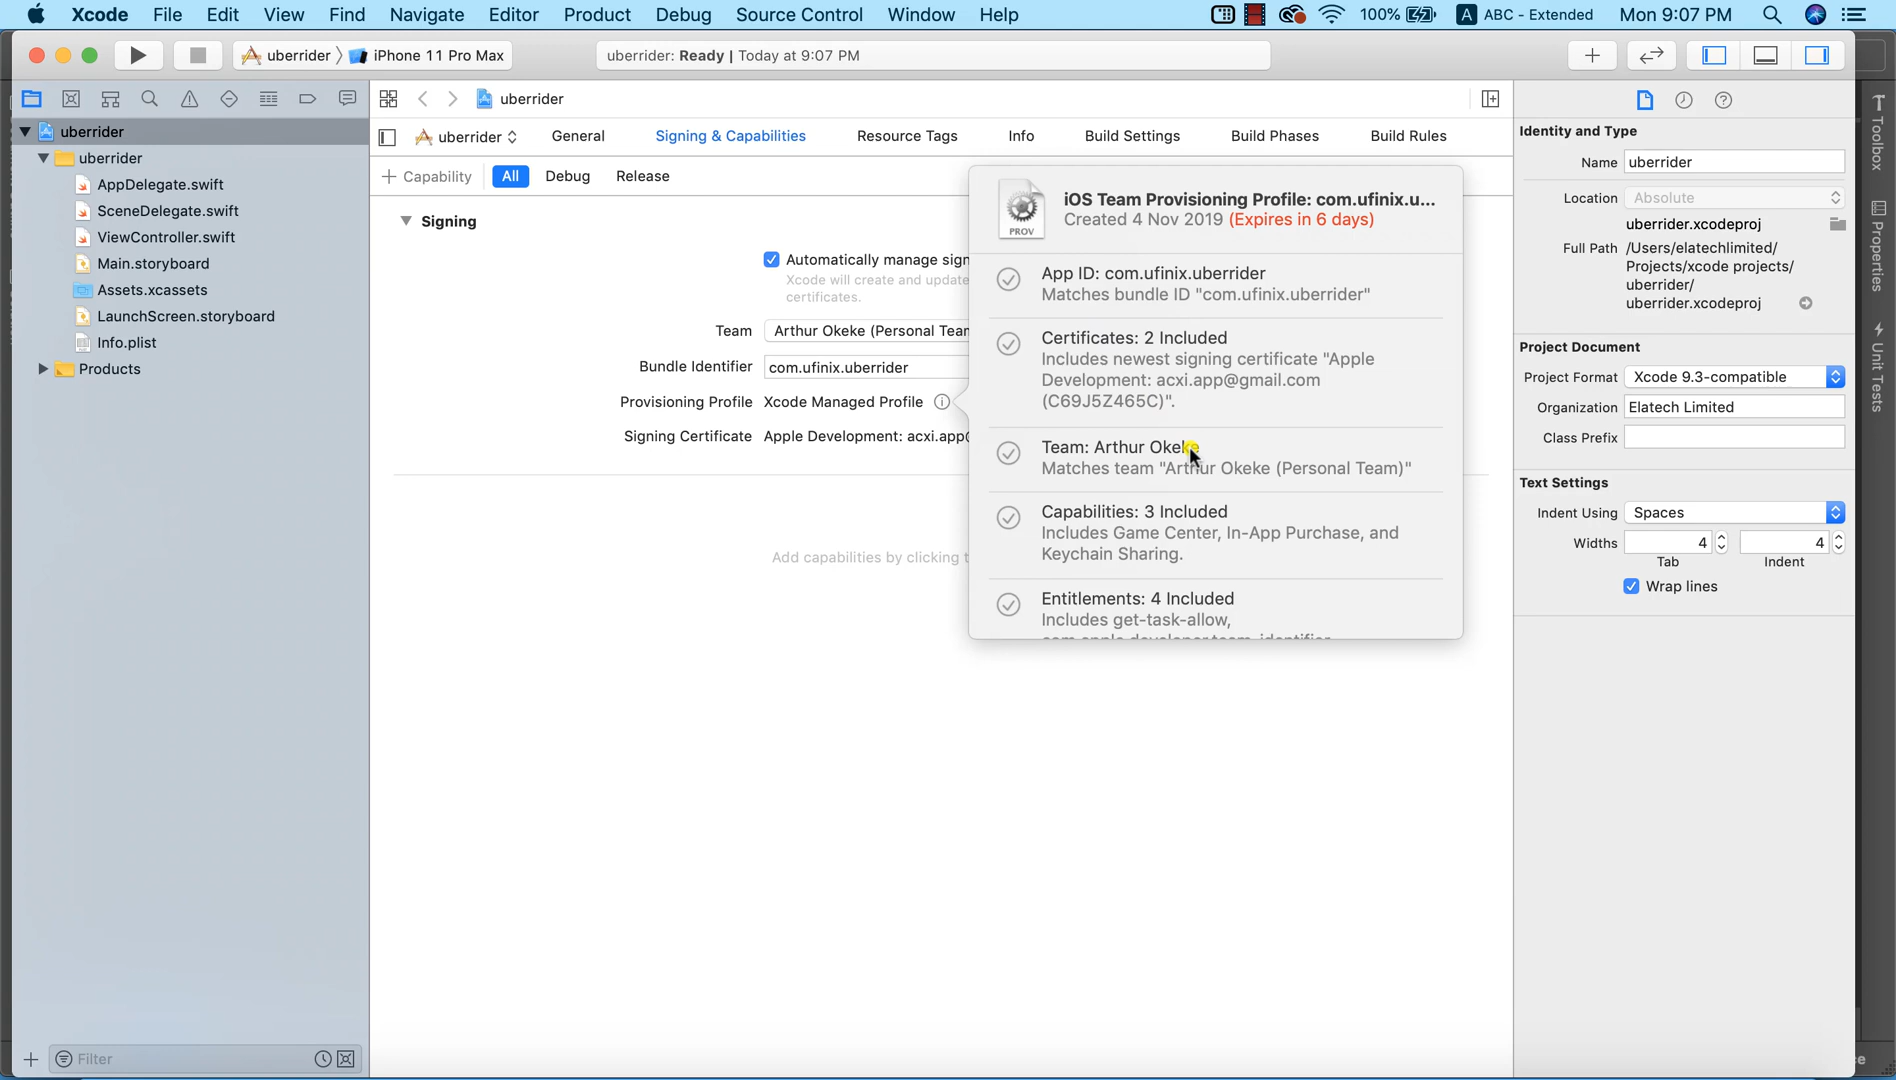 Xcode File Edit View Find Navigate Editor Product Debug Source Control Window Help 100% A ABC - Extended Mon 9:07 PM
uberrider iPhone 11 Pro Max uberrider: Ready | Today at 9:07 PM
uberrider
uberrider
AppDelegate.swift
SceneDelegate.swift
ViewController.swift
Main.storyboard
Assets.xcassets
LaunchScreen.storyboard
Info.plist
Products
Filter
uberrider
uberrider General Signing & Capabilities Resource Tags Info Build Settings Build Phases Build Rules
+ Capability All Debug Release
Signing
Automatically manage sign
Xcode will create and update
certificates.
Team Arthur Okeke (Personal Tean
Bundle Identifier com.ufinix.uberrider
Provisioning Profile Xcode Managed Profile
Signing Certificate Apple Development: acxi.app@
Add capabilities by clicking t
PROV
iOS Team Provisioning Profile: com.ufinix.u...
Created 4 Nov 2019 (Expires in 6 days)
App ID: com.ufinix.uberrider
Matches bundle ID "com.ufinix.uberrider"
Certificates: 2 Included
Includes newest signing certificate "Apple
Development: acxi.app@gmail.com
(C69J5Z465C)".
Team: Arthur Okeke
Matches team "Arthur Okeke (Personal Team)"
Capabilities: 3 Included
Includes Game Center, In-App Purchase, and
Keychain Sharing.
Entitlements: 4 Included
Includes get-task-allow,
Identity and Type
Name uberrider
Location Absolute
uberrider.xcodeproj
Full Path /Users/elatechlimited/
Projects/xcode projects/
uberrider/
uberrider.xcodeproj
Project Document
Project Format Xcode 9.3-compatible
Organization Elatech Limited
Class Prefix
Text Settings
Indent Using Spaces
Widths 4 4
Tab Indent
Wrap lines
Toolbox
Properties
Unit Tests
ce